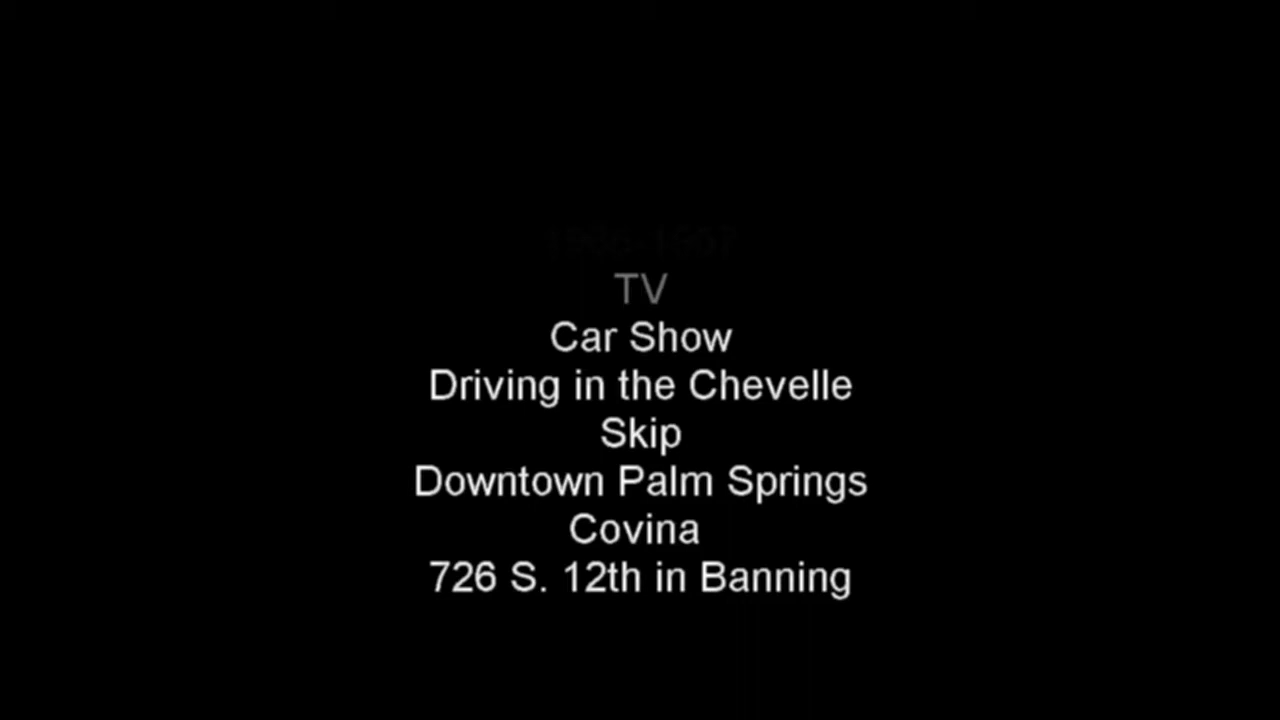 TV
Car Show
Driving in the Chevelle
Skip
Downtown Palm Springs
Covina
726 S. 12th in Banning